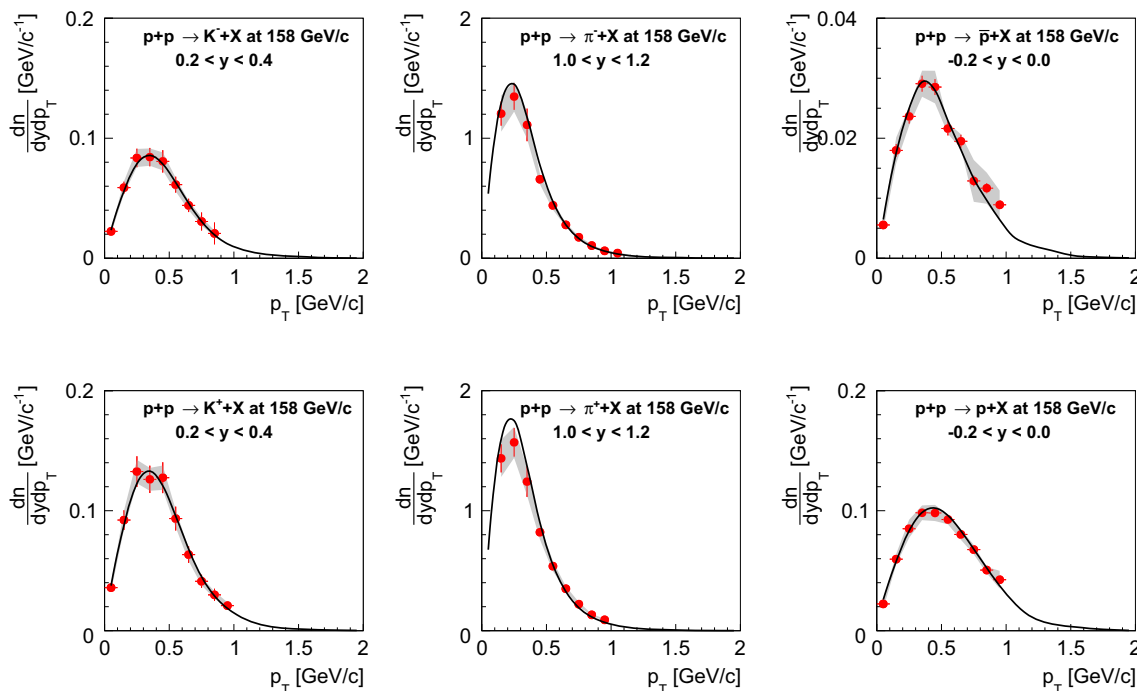 p+p → K⁻+X at 158 GeV/c
0.2 < y < 0.4
dn
dydp_T [GeV/c⁻¹]
0.2
0.1
0
0 0.5 1 1.5 2
p_T [GeV/c]
p+p → π⁻+X at 158 GeV/c
1.0 < y < 1.2
dn
dydp_T [GeV/c⁻¹]
2
1
0
0 0.5 1 1.5 2
p_T [GeV/c]
p+p → p̅+X at 158 GeV/c
-0.2 < y < 0.0
dn
dydp_T [GeV/c⁻¹]
0.04
0.02
0
0 0.5 1 1.5 2
p_T [GeV/c]
p+p → K⁺+X at 158 GeV/c
0.2 < y < 0.4
dn
dydp_T [GeV/c⁻¹]
0.2
0.1
0
0 0.5 1 1.5 2
p_T [GeV/c]
p+p → π⁺+X at 158 GeV/c
1.0 < y < 1.2
dn
dydp_T [GeV/c⁻¹]
2
1
0
0 0.5 1 1.5 2
p_T [GeV/c]
p+p → p+X at 158 GeV/c
-0.2 < y < 0.0
dn
dydp_T [GeV/c⁻¹]
0.2
0.1
0
0 0.5 1 1.5 2
p_T [GeV/c]